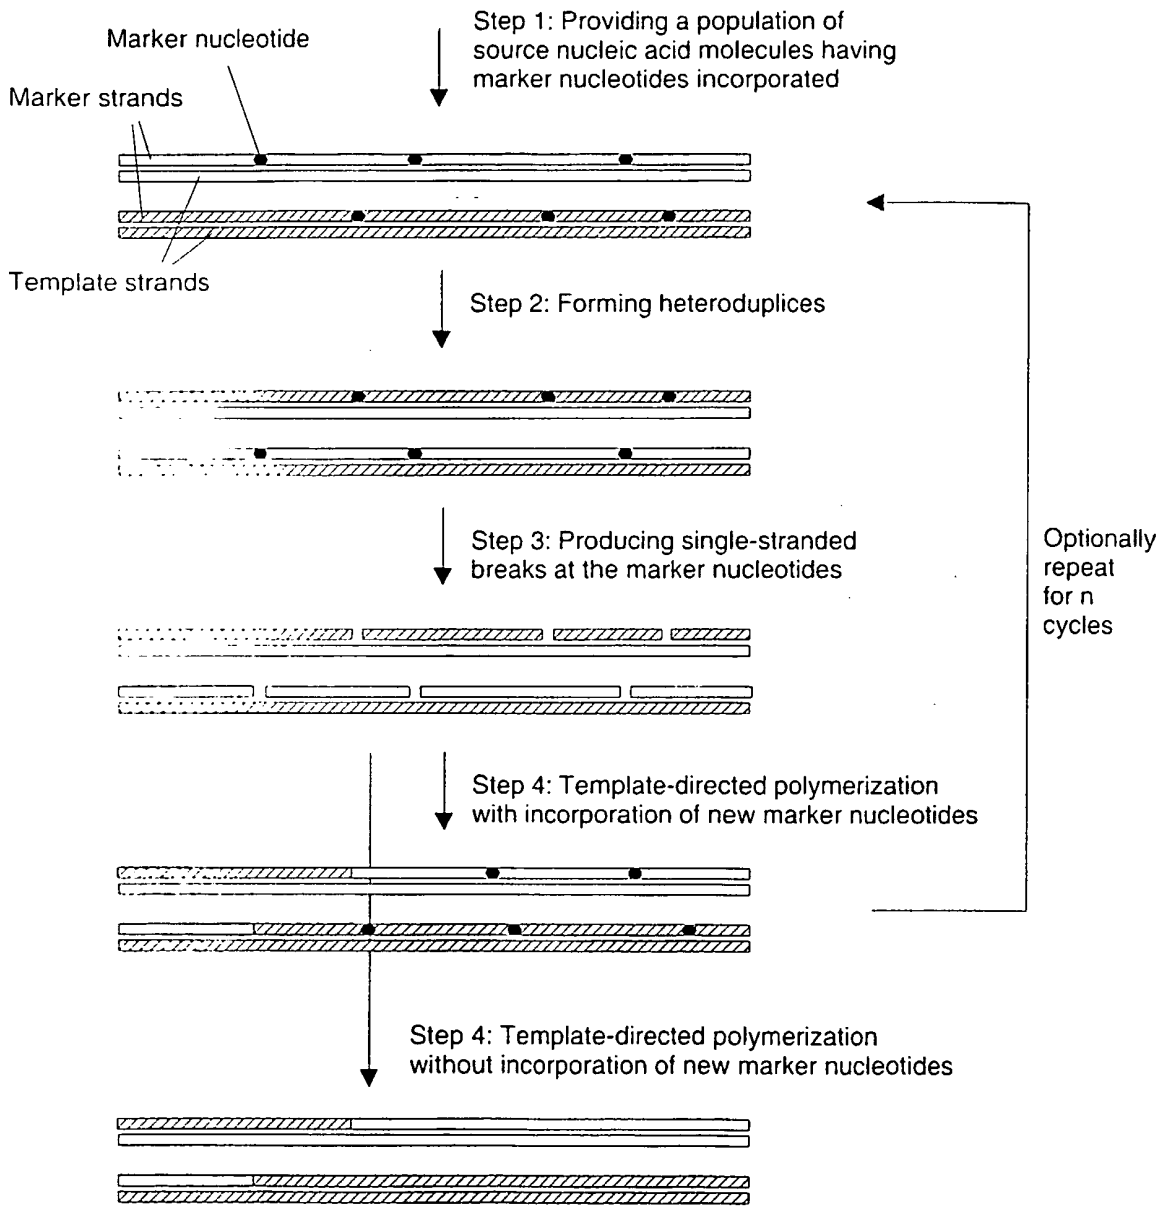 Marker nucleotide
Step 1: Providing a population of
source nucleic acid molecules having
marker nucleotides incorporated
Marker strands
Template strands
Step 2: Forming heteroduplices
Step 3: Producing single-stranded
breaks at the marker nucleotides
Optionally
repeat
for n
cycles
Step 4: Template-directed polymerization
with incorporation of new marker nucleotides
Step 4: Template-directed polymerization
without incorporation of new marker nucleotides